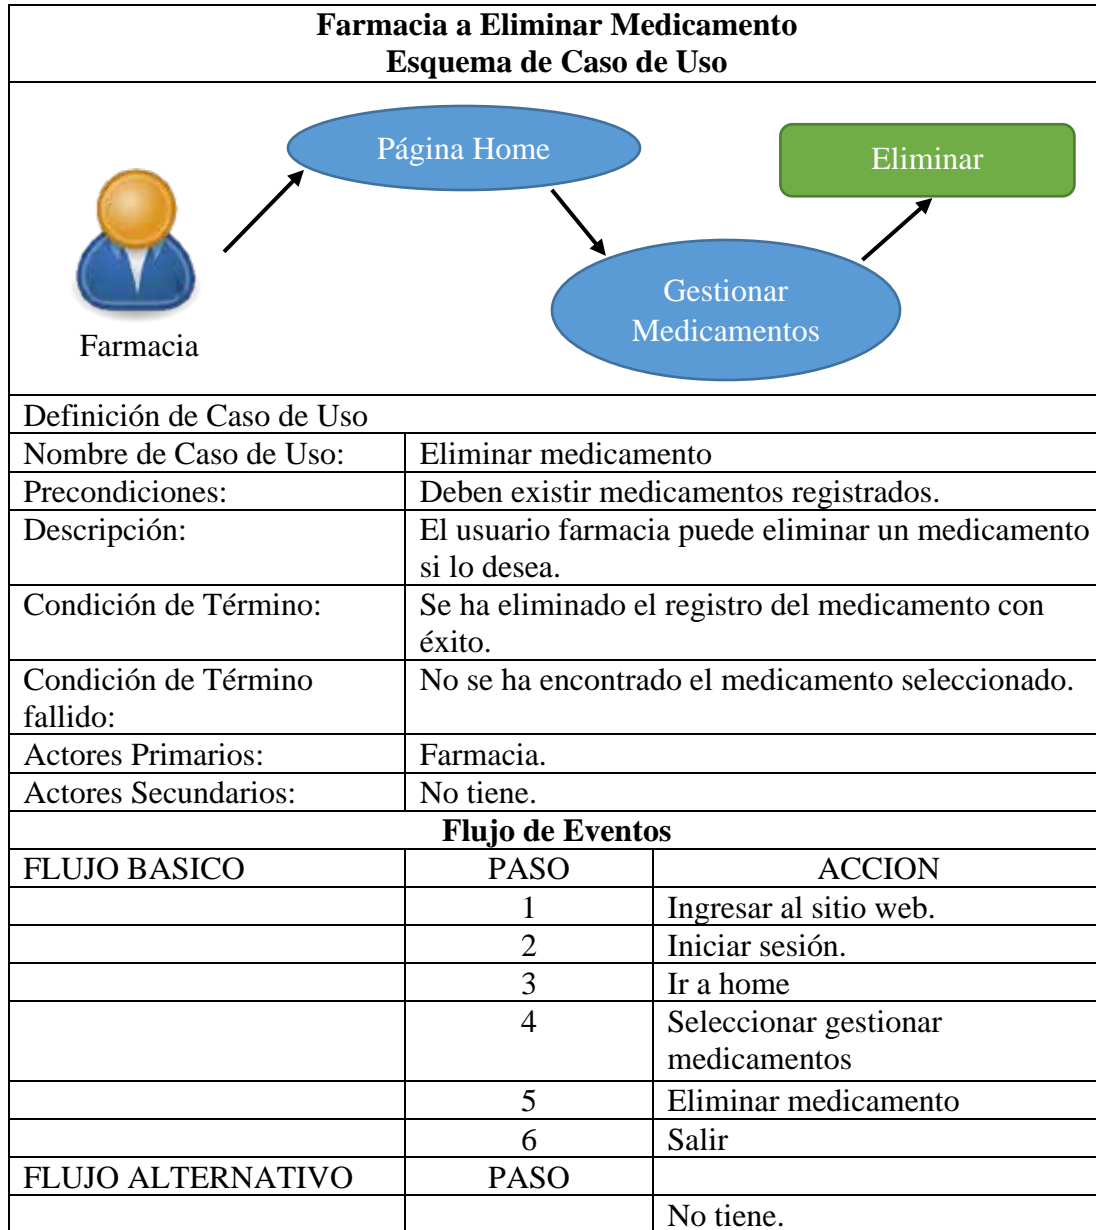 Farmacia a Eliminar Medicamento
Esquema de Caso de Uso
Página Home
Eliminar
Gestionar
Medicamentos
Farmacia
Definición de Caso de Uso
Nombre de Caso de Uso: Eliminar medicamento
Precondiciones: Deben existir medicamentos registrados.
Descripción: El usuario farmacia puede eliminar un medicamento
si lo desea.
Condición de Término: Se ha eliminado el registro del medicamento con
éxito.
Condición de Término No se ha encontrado el medicamento seleccionado.
fallido:
Actores Primarios: Farmacia.
Actores Secundarios: No tiene.
Flujo de Eventos
FLUJO BASICO PASO ACCION
1 Ingresar al sitio web.
2 Iniciar sesión.
3 Ir a home
4 Seleccionar gestionar
medicamentos
5 Eliminar medicamento
6 Salir
FLUJO ALTERNATIVO PASO
No tiene.